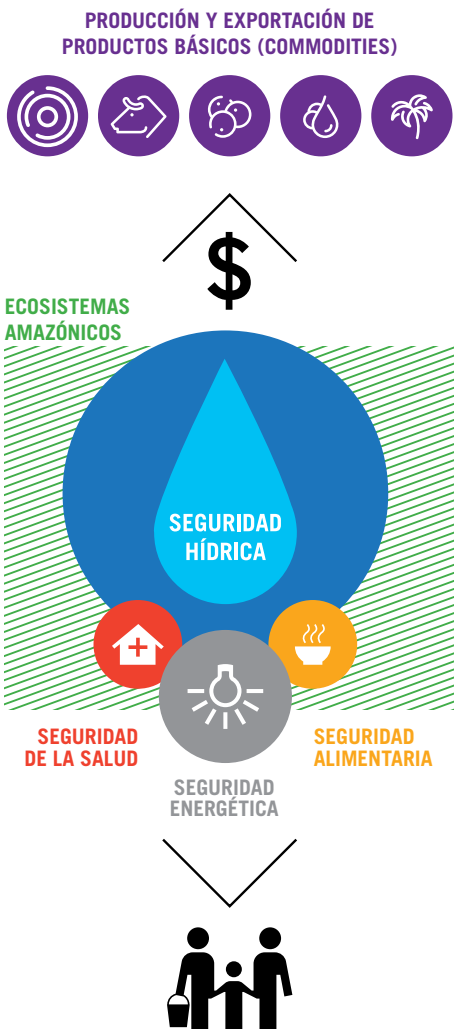 PRODUCCIÓN Y EXPORTACIÓN DE
PRODUCTOS BÁSICOS (COMMODITIES)
$
ECOSISTEMAS
AMAZÓNICOS
SEGURIDAD
HÍDRICA
SEGURIDAD
DE LA SALUD
SEGURIDAD
ALIMENTARIA
SEGURIDAD
ENERGÉTICA